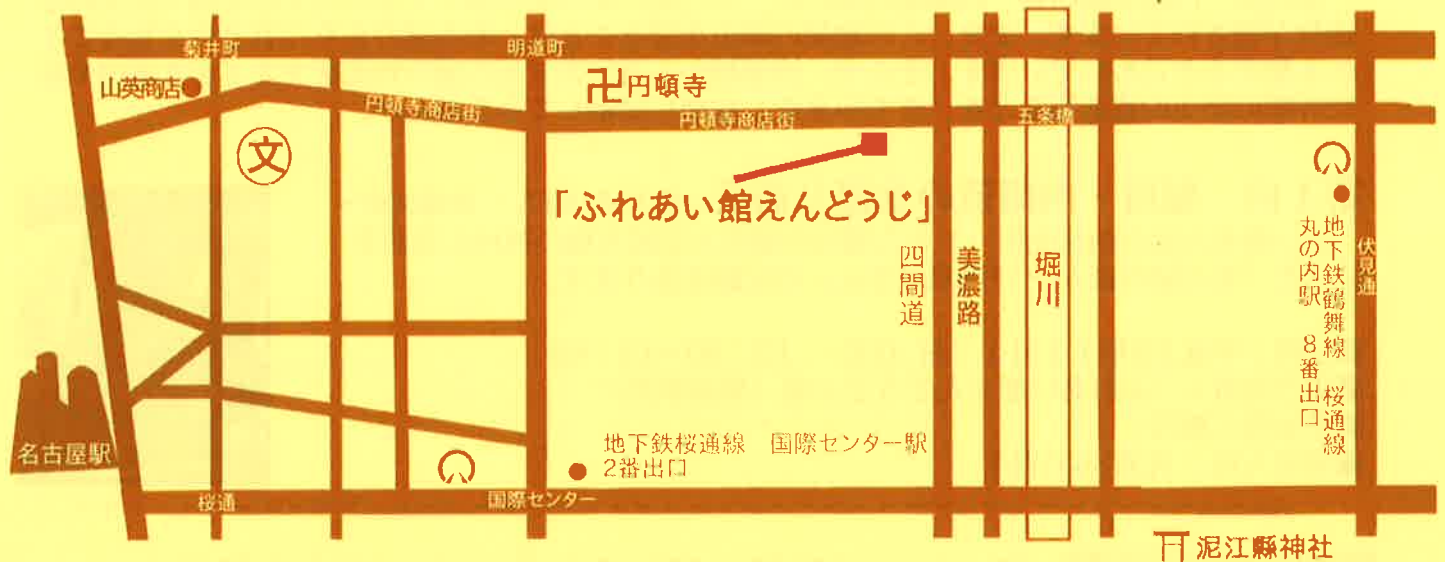 菊井町
明道町
山英商店
卍円頓寺
円頓寺商店街
円頓寺商店街
五条橋
文
「ふれあい館えんどうじ」
四間道
美濃路
堀川
地下鉄鶴舞線 桜通線
丸の内駅 8番出口
伏見通
名古屋駅
地下鉄桜通線 国際センター駅
2番出口
桜通
国際センター
泥江縣神社